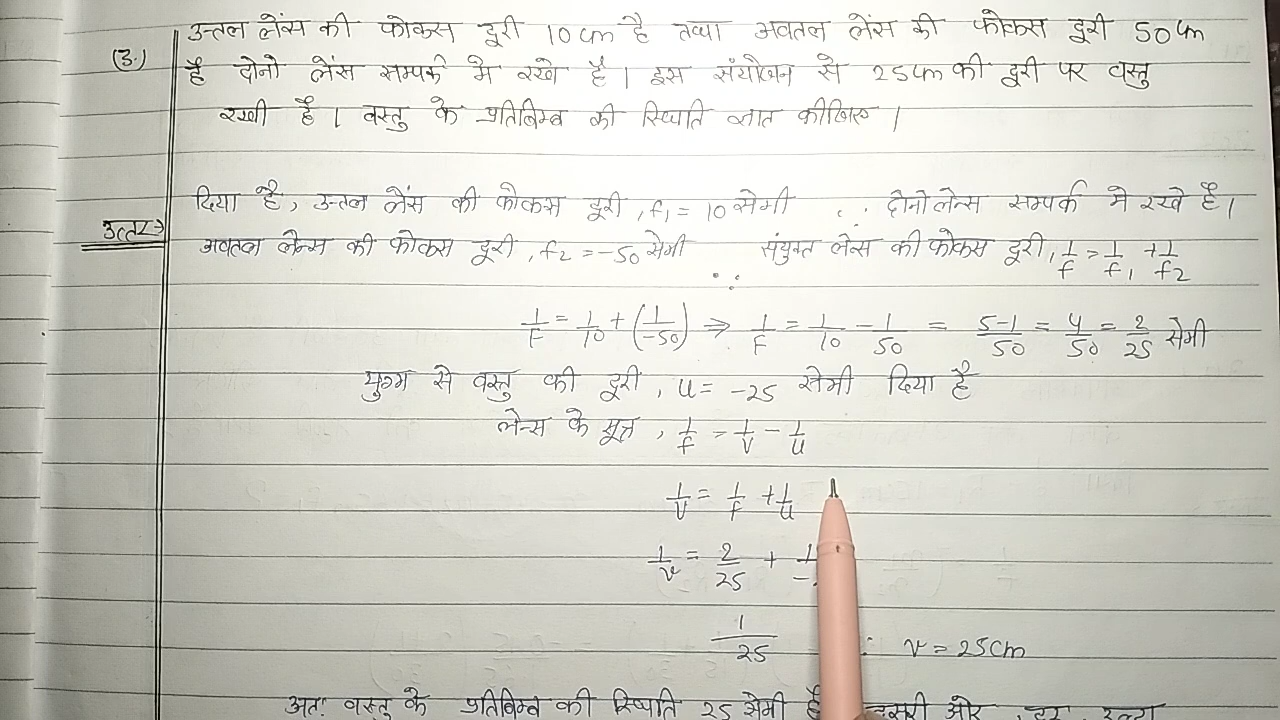 (3.) उत्तल लेंस की फोकस दूरी 10 cm है तथा अवतल लेंस की फोकस दूरी 50 cm
है दोनो लेंस सम्पर्क मे रखे है। इस संयोजन से 25 cm की दूरी पर वस्तु
रखी है। वस्तु के प्रतिबिम्ब की स्थिति ज्ञात कीजिए।
दिया है, उत्तल लेंस की फोकस दूरी, f₁ = 10 सेमी ∵ दोनो लेन्स सम्पर्क मे रखे है।
उत्तर→ अवतल लेन्स की फोकस दूरी, f₂ = -50 सेमी ∴ संयुक्त लेंस की फोकस दूरी, 1/F = 1/f₁ + 1/f₂
1/F = 1/10 + (1/-50) ⇒ 1/F = 1/10 - 1/50 = 5-1/50 = 4/50 = 2/25 सेमी
युग्म से वस्तु की दूरी, u = -25 सेमी दिया है
लेन्स के सूत्र, 1/f = 1/v - 1/u
1/v = 1/f + 1/u
1/v = 2/25 + 1/-
1/25 ∴ v = 25cm
अतः वस्तु के प्रतिबिम्ब की स्थिति 25 सेमी है दूसरी ओर